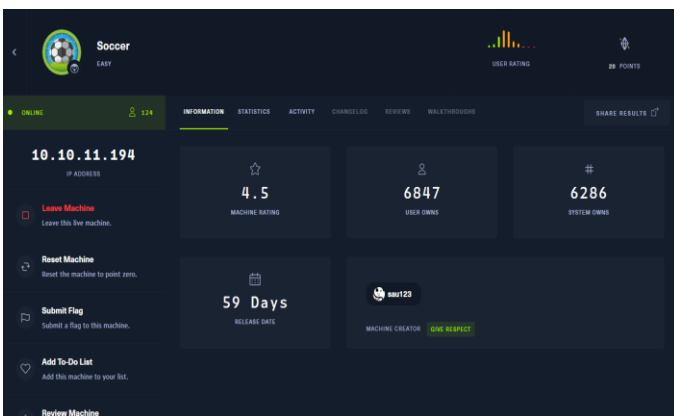 Soccer
EASY
USER RATING
20 POINTS
ONLINE
124
INFORMATION STATISTICS ACTIVITY CHANGELOG REVIEWS WALKTHROUGHS
SHARE RESULTS
10.10.11.194
IP ADDRESS
Leave Machine
Leave this live machine.
Reset Machine
Reset the machine to point zero.
Submit Flag
Submit a flag to this machine.
Add To-Do List
Add this machine to your list.
Review Machine
4.5
MACHINE RATING
6847
USER OWNS
6286
SYSTEM OWNS
59 Days
RELEASE DATE
sau123
MACHINE CREATOR GIVE RESPECT